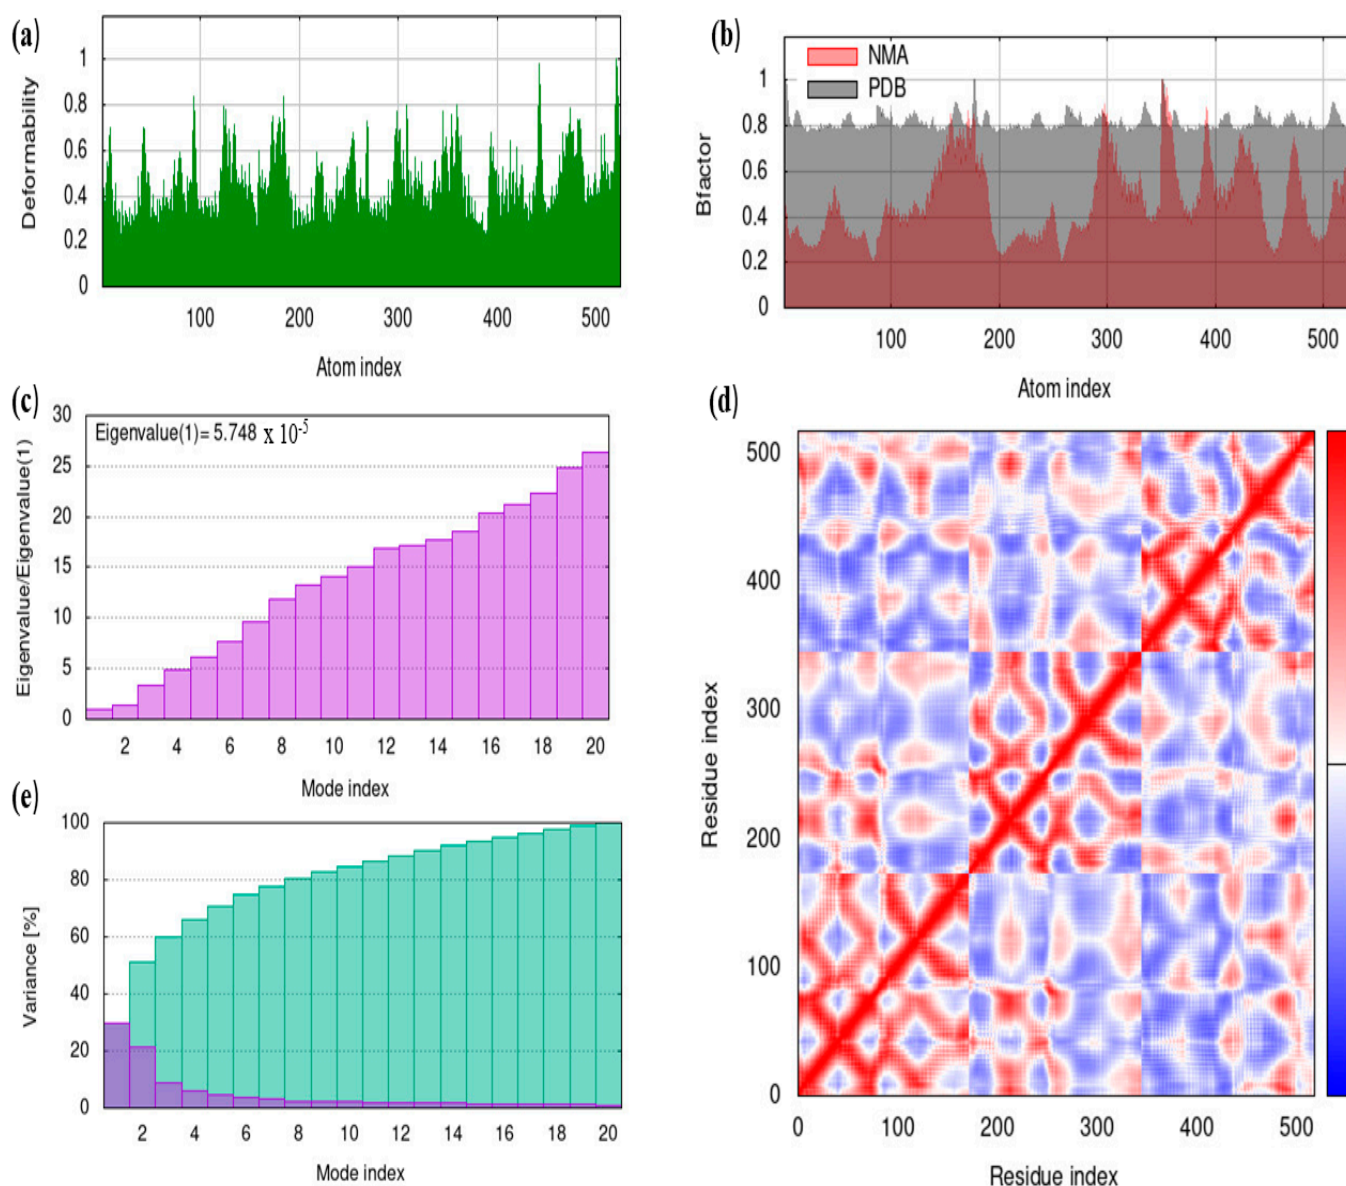 (a)
Deformability
1
0.8
0.6
0.4
0.2
0
100 200 300 400 500
Atom index
(b)
NMA
PDB
Bfactor
1
0.8
0.6
0.4
0.2
0
100 200 300 400 500
Atom index
(c)
Eigenvalue(1)= 5.748 x 10-5
Eigenvalue/Eigenvalue(1)
30
25
20
15
10
5
0
2 4 6 8 10 12 14 16 18 20
Mode index
(d)
Residue index
500
400
300
200
100
0
0 100 200 300 400 500
Residue index
(e)
Variance [%]
100
80
60
40
20
0
2 4 6 8 10 12 14 16 18 20
Mode index